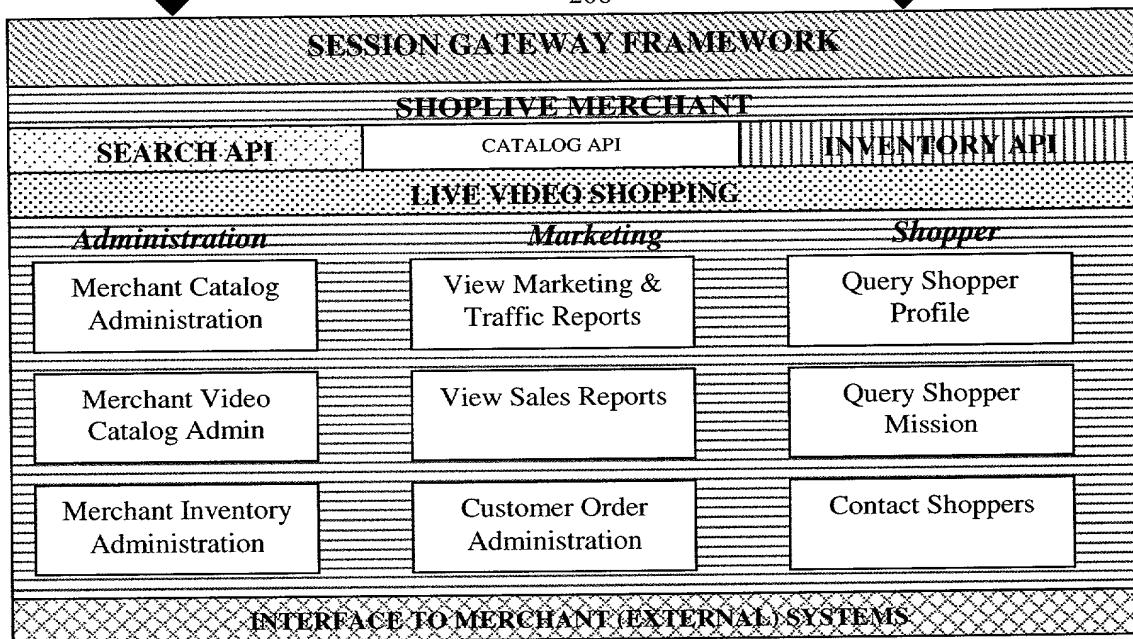 SESSION GATEWAY FRAMEWORK
SHOPLIVE MERCHANT
SEARCH API
CATALOG API
INVENTORY API
LIVE VIDEO SHOPPING
Administration
Marketing
Shopper
Merchant Catalog
Administration
View Marketing &
Traffic Reports
Query Shopper
Profile
Merchant Video
Catalog Admin
View Sales Reports
Query Shopper
Mission
Merchant Inventory
Administration
Customer Order
Administration
Contact Shoppers
INTERFACE TO MERCHANT (EXTERNAL) SYSTEMS